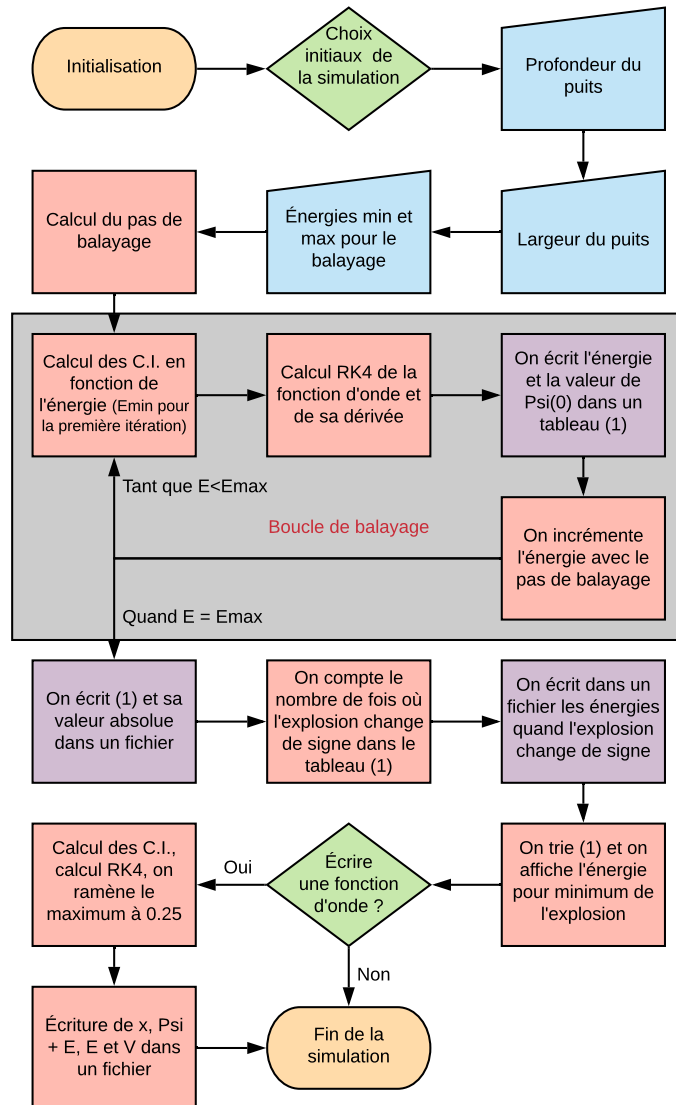 Initialisation
Choix
initiaux de
la simulation
Profondeur du
puits
Calcul du pas de
balayage
Énergies min et
max pour le
balayage
Largeur du puits
Calcul des C.I. en
fonction de
l'énergie (Emin pour
la première itération)
Calcul RK4 de la
fonction d'onde et
de sa dérivée
On écrit l'énergie
et la valeur de
Psi(0) dans un
tableau (1)
Tant que E<Emax
Boucle de balayage
On incrémente
l'énergie avec le
pas de balayage
Quand E = Emax
On écrit (1) et sa
valeur absolue
dans un fichier
On compte le
nombre de fois où
l'explosion change
de signe dans le
tableau (1)
On écrit dans un
fichier les énergies
quand l'explosion
change de signe
Calcul des C.I.,
calcul RK4, on
ramène le
maximum à 0.25
Oui
Écrire
une fonction
d'onde ?
On trie (1) et on
affiche l'énergie
pour minimum de
l'explosion
Non
Écriture de x, Psi
+ E, E et V dans
un fichier
Fin de la
simulation